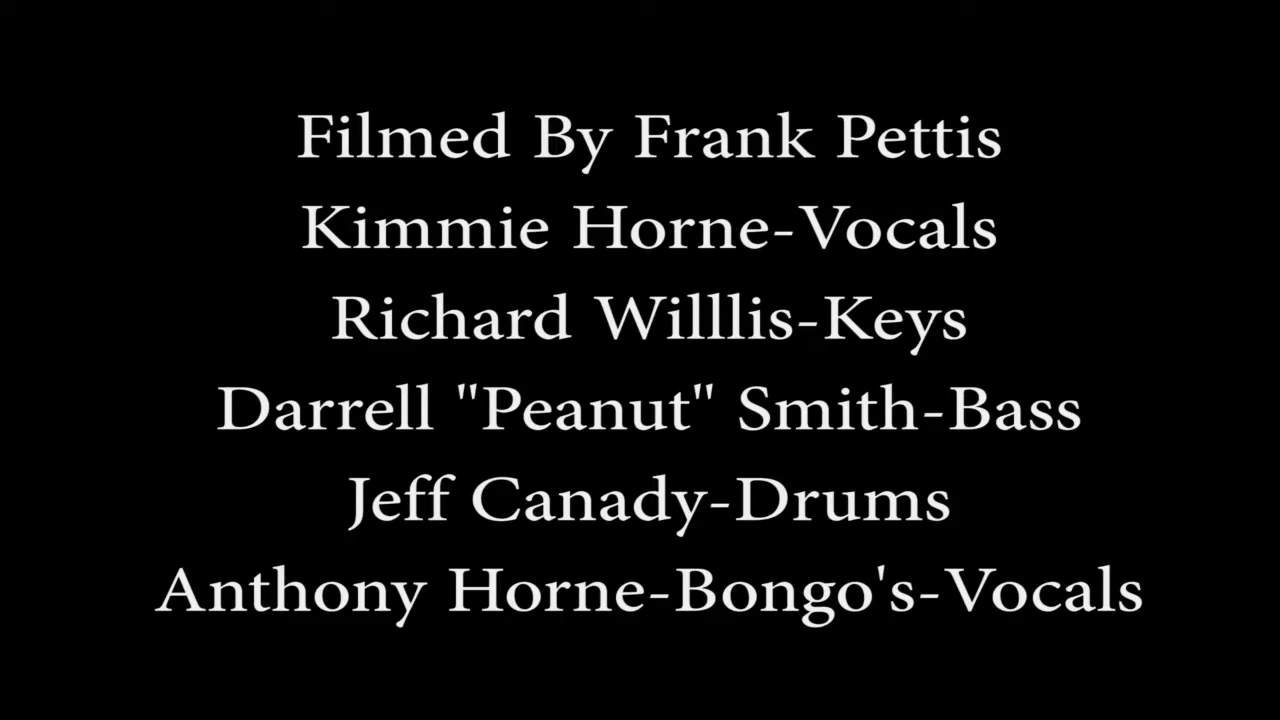 Filmed By Frank Pettis
Kimmie Horne-Vocals
Richard Willlis-Keys
Darrell "Peanut" Smith-Bass
Jeff Canady-Drums
Anthony Horne-Bongo's-Vocals